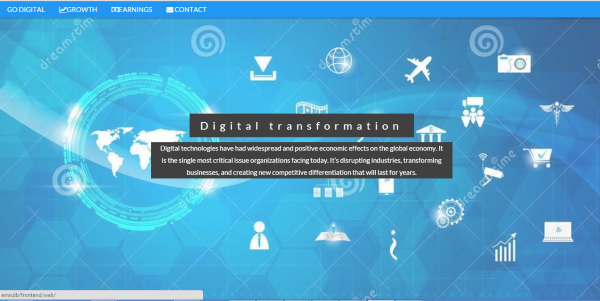 GO DIGITAL GROWTH EARNINGS CONTACT
dreamstime
Digital transformation
Digital technologies have had widespread and positive economic effects on the global economy. It
is the single most critical issue organizations facing today. It's disrupting industries, transforming
businesses, and creating new competitive differentiation that will last for years.
emisdb/frontend/web/